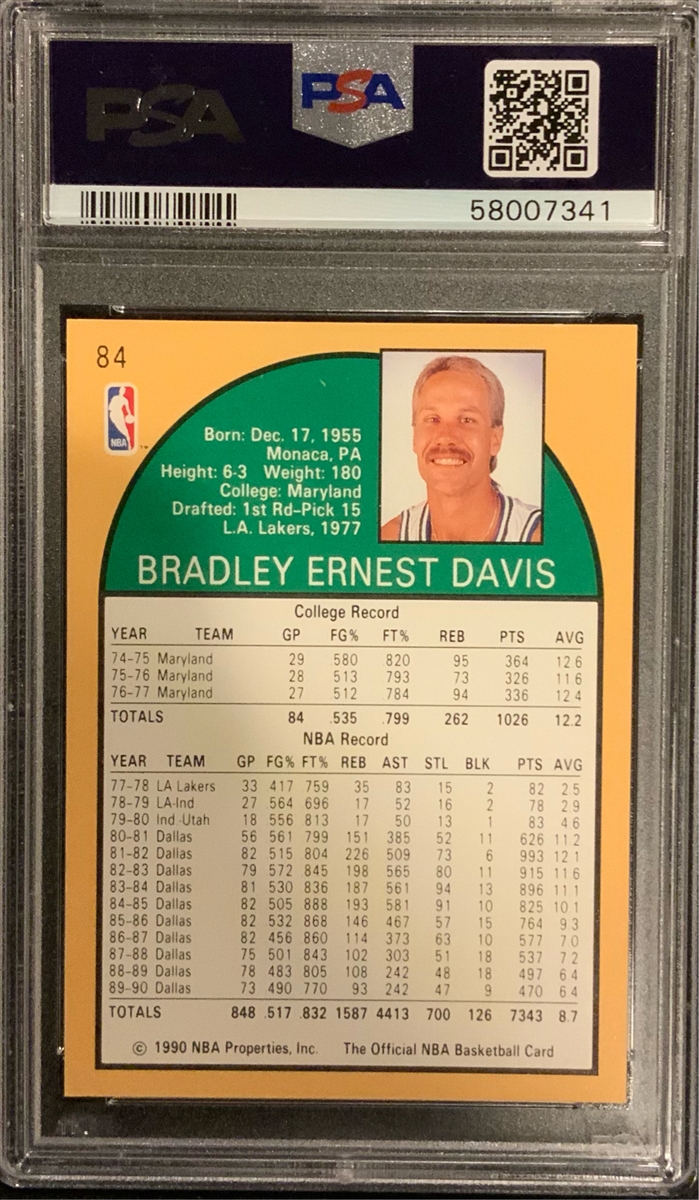 PSA PSA
58007341
84
NBA
Born: Dec. 17, 1955
Monaca, PA
Height: 6-3 Weight: 180
College: Maryland
Drafted: 1st Rd-Pick 15
L.A. Lakers, 1977
BRADLEY ERNEST DAVIS
College Record
YEAR TEAM GP FG% FT% REB PTS AVG
74-75 Maryland 29 580 .820 95 364 12 6
75-76 Maryland 28 513 793 73 326 11 6
76-77 Maryland 27 512 .784 94 336 12 4
TOTALS 84 .535 .799 262 1026 12.2
NBA Record
YEAR TEAM GP FG% FT% REB AST STL BLK PTS AVG
77-78 LA Lakers 33 417 759 35 83 15 2 82 2 5
78-79 LA-Ind 27 564 696 17 52 16 2 78 2 9
79-80 Ind -Utah 18 556 813 17 50 13 1 83 4 6
80-81 Dallas 56 561 799 151 385 52 11 626 11 2
81-82 Dallas 82 515 804 226 509 73 6 993 12 1
82-83 Dallas 79 572 845 198 565 80 11 915 11 6
83-84 Dallas 81 530 836 187 561 94 13 896 11 1
84-85 Dallas 82 505 888 193 581 91 10 825 10 1
85-86 Dallas 82 532 868 146 467 57 15 764 9 3
86-87 Dallas 82 456 860 114 373 63 10 577 7 0
87-88 Dallas 75 501 843 102 303 51 18 537 7 2
88-89 Dallas 78 483 805 108 242 48 18 497 6 4
89-90 Dallas 73 490 770 93 242 47 9 470 6 4
TOTALS 848 .517 .832 1587 4413 700 126 7343 8.7
© 1990 NBA Properties, Inc. The Official NBA Basketball Card
PSA